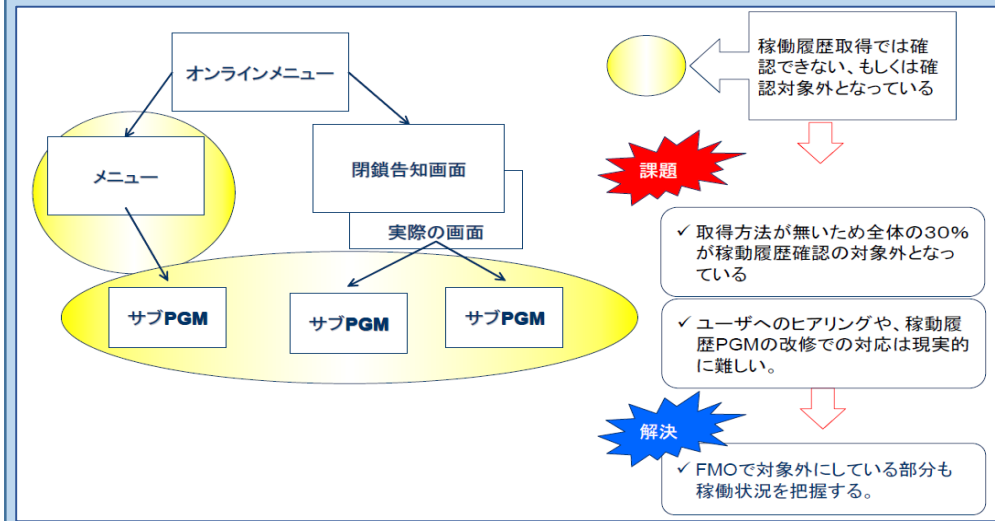 オンラインメニュー
メニュー
閉鎖告知画面
実際の画面
サブPGM
サブPGM
サブPGM
稼働履歴取得では確
認できない、もしくは確
認対象外となっている
課題
✓ 取得方法が無いため全体の30%
が稼動履歴確認の対象外となっ
ている
✓ ユーザへのヒアリングや、稼動履
歴PGMの改修での対応は現実的
に難しい。
解決
✓ FMOで対象外にしている部分も
稼働状況を把握する。